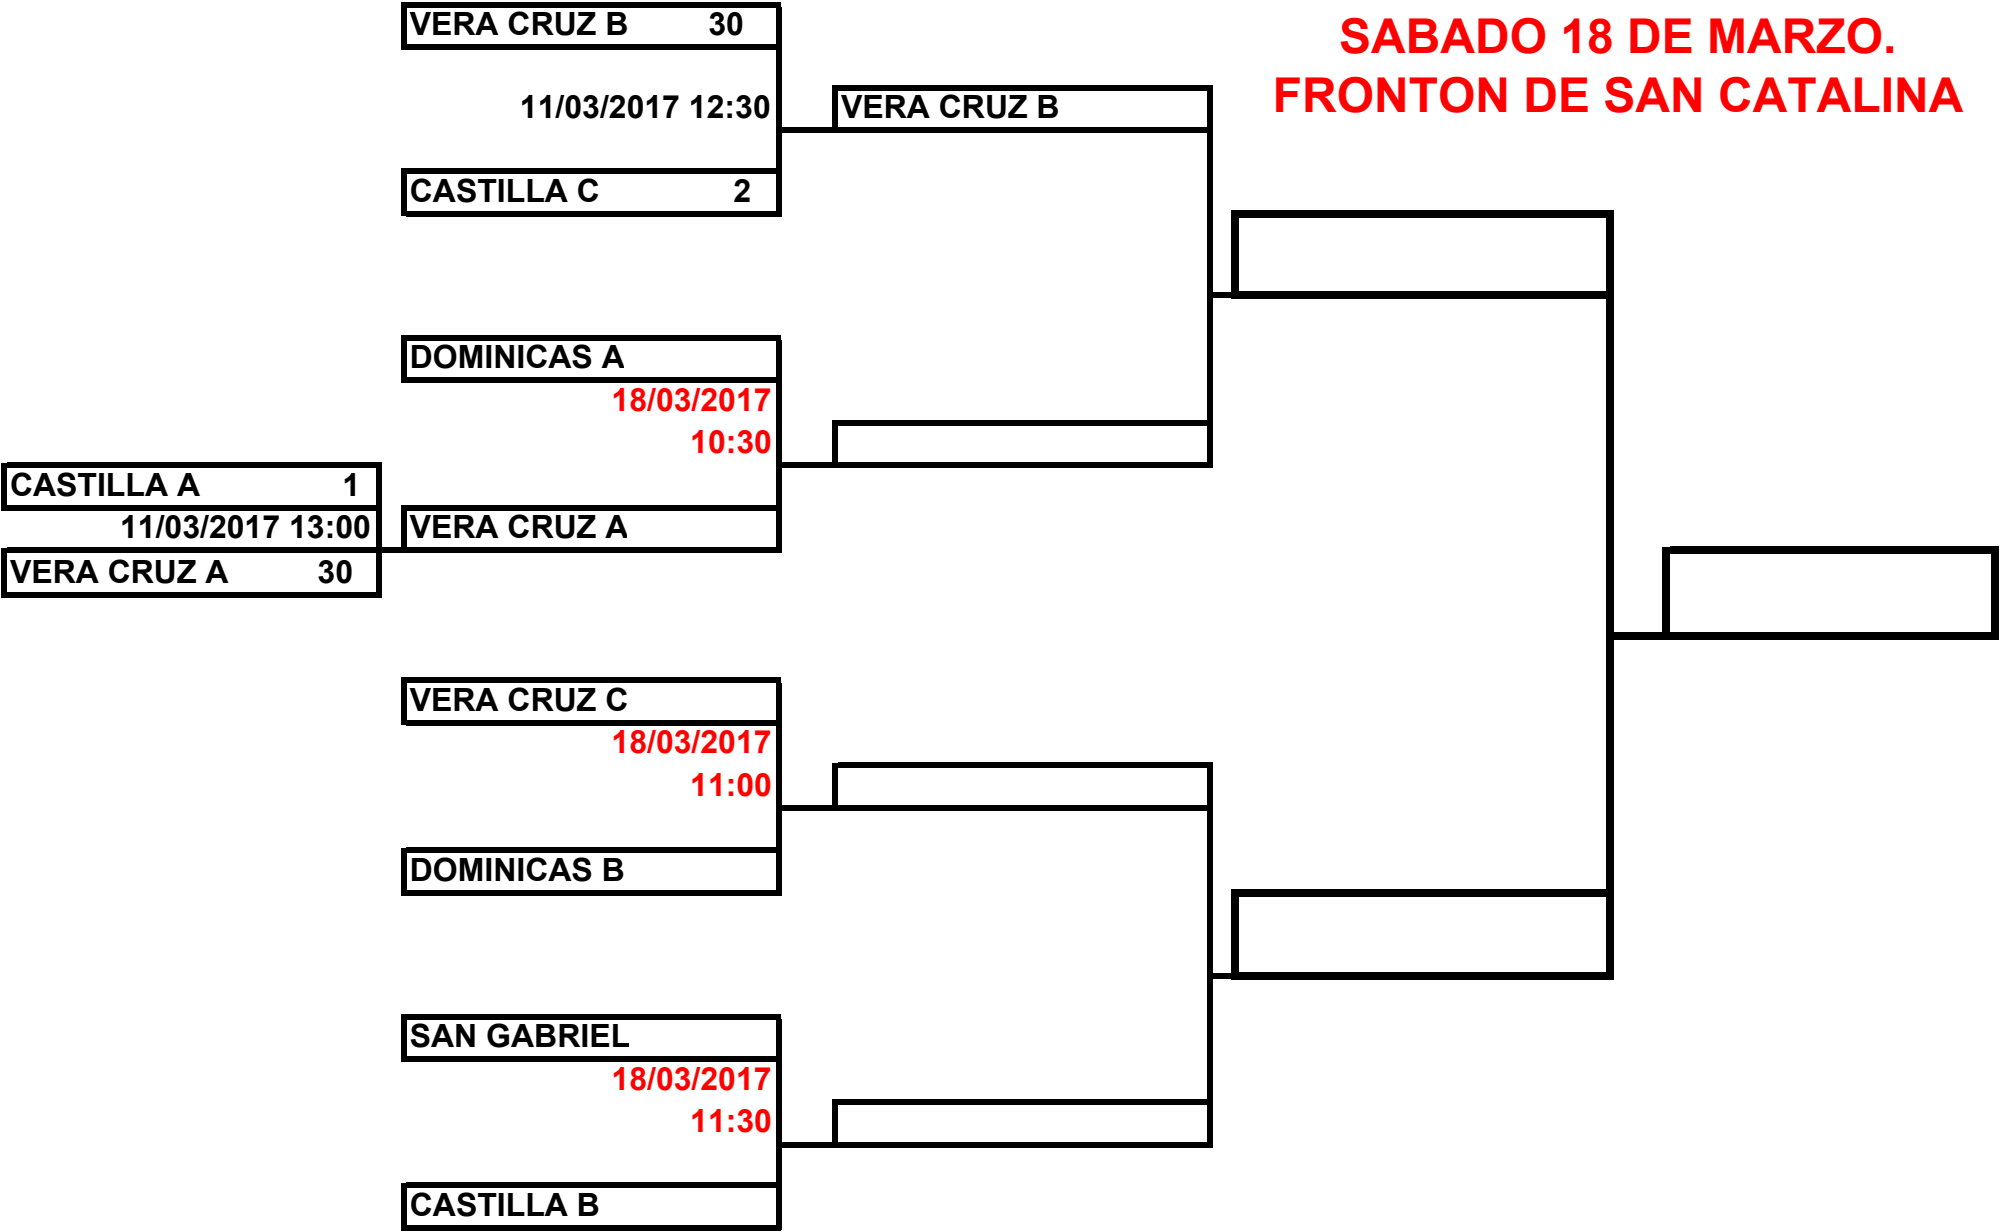 VERA CRUZ B 30
SABADO 18 DE MARZO.
FRONTON DE SAN CATALINA
11/03/2017 12:30
VERA CRUZ B
CASTILLA C 2
DOMINICAS A
18/03/2017
10:30
CASTILLA A 1
11/03/2017 13:00
VERA CRUZ A
VERA CRUZ A 30
VERA CRUZ C
18/03/2017
11:00
DOMINICAS B
SAN GABRIEL
18/03/2017
11:30
CASTILLA B